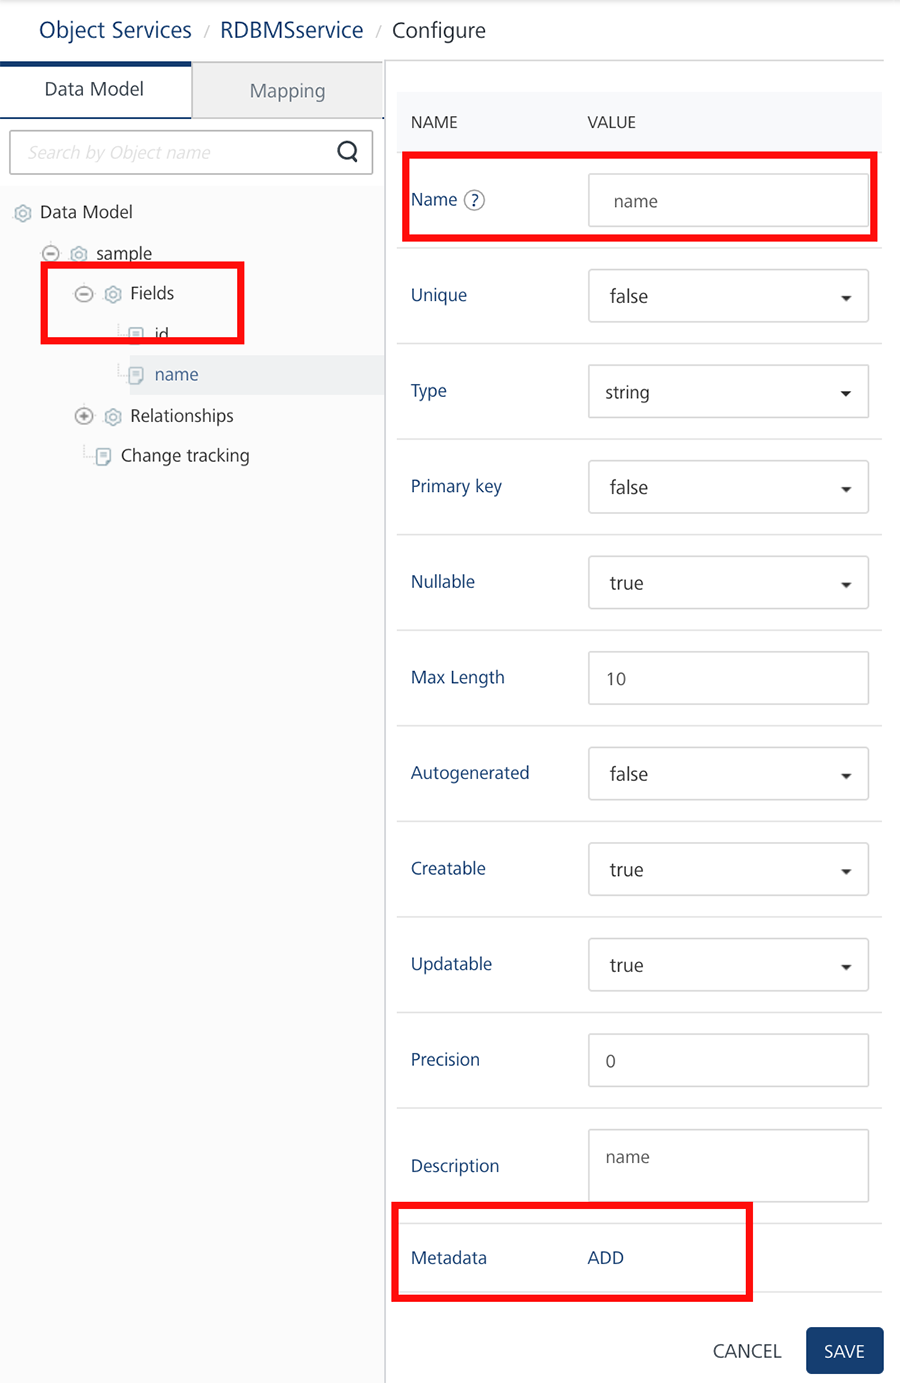 Object Services / RDBMSservice / Configure
Data Model
Mapping
Search by Object name
Data Model
sample
Fields
id
name
Relationships
Change tracking
NAME VALUE
Name ? name
Unique false
Type string
Primary key false
Nullable true
Max Length 10
Autogenerated false
Creatable true
Updatable true
Precision 0
Description name
Metadata ADD
CANCEL SAVE